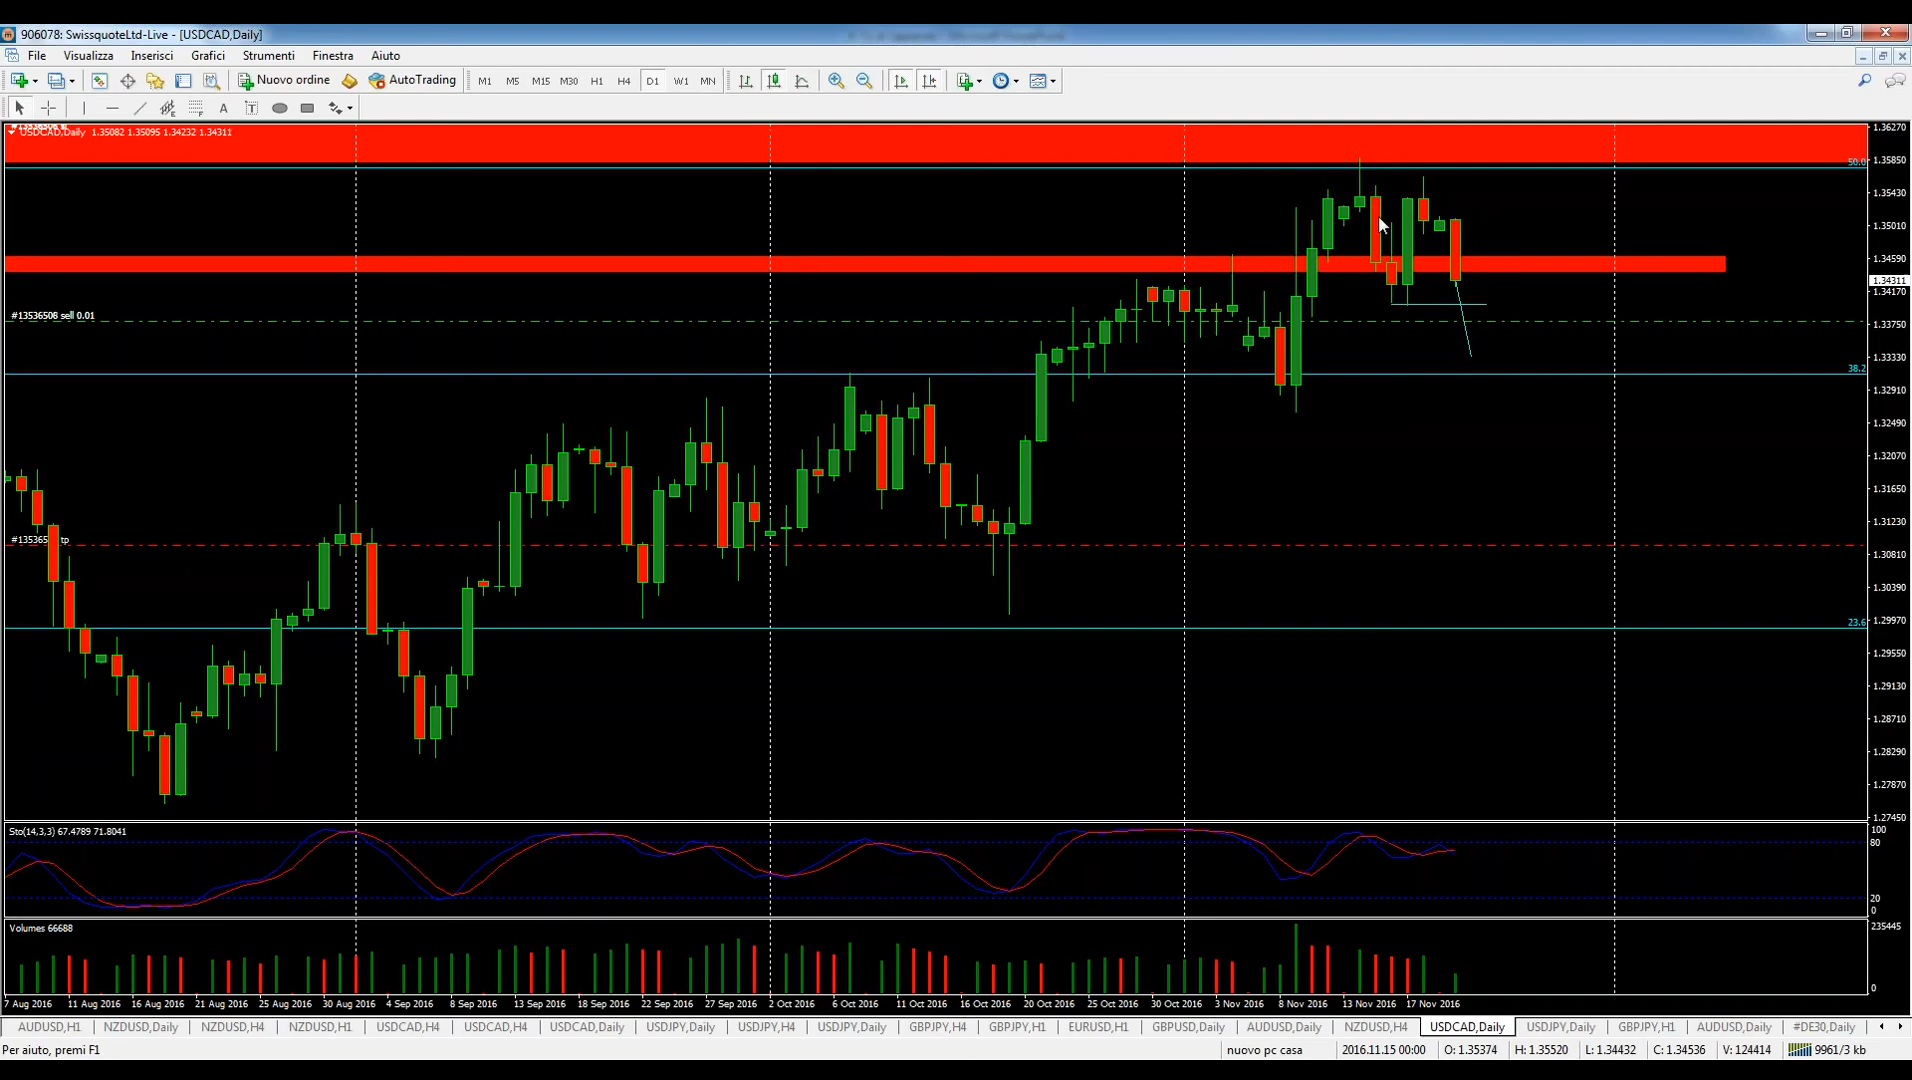 906078: SwissquoteLtd-Live - [USDCAD,Daily]
File Visualizza Inserisci Grafici Strumenti Finestra Aiuto
Nuovo ordine AutoTrading M1 M5 M15 M30 H1 H4 D1 W1 MN
A T
USDCAD,Daily 1.35082 1.35095 1.34232 1.34311
1.36270
50.0
1.35850
1.35430
1.35010
1.34590
1.34311
1.34170
#13536508 sell 0.01
1.33750
38.2
1.33330
1.32910
1.32490
1.32070
1.31650
1.31230
tp
1.30810
1.30390
23.6
1.29970
1.29550
1.29130
1.28710
1.28290
1.27870
1.27450
Sto(14,3,3) 67.4789 71.8041
100
80
20
0
Volumes 66688
235445
0
7 Aug 2016 11 Aug 2016 16 Aug 2016 21 Aug 2016 25 Aug 2016 30 Aug 2016 4 Sep 2016 8 Sep 2016 13 Sep 2016 18 Sep 2016 22 Sep 2016 27 Sep 2016 2 Oct 2016 6 Oct 2016 11 Oct 2016 16 Oct 2016 20 Oct 2016 25 Oct 2016 30 Oct 2016 3 Nov 2016 8 Nov 2016 13 Nov 2016 17 Nov 2016
AUDUSD,H1 NZDUSD,Daily NZDUSD,H4 NZDUSD,H1 USDCAD,H4 USDCAD,H4 USDCAD,Daily USDJPY,Daily USDJPY,H4 USDJPY,Daily GBPJPY,H4 GBPJPY,H1 EURUSD,H1 GBPUSD,Daily AUDUSD,Daily NZDUSD,H4 USDCAD,Daily USDJPY,Daily GBPJPY,H1 AUDUSD,Daily #DE30,Daily
Per aiuto, premi F1 nuovo pc casa 2016.11.15 00:00 O: 1.35374 H: 1.35520 L: 1.34432 C: 1.34536 V: 124414 9961/3 kb